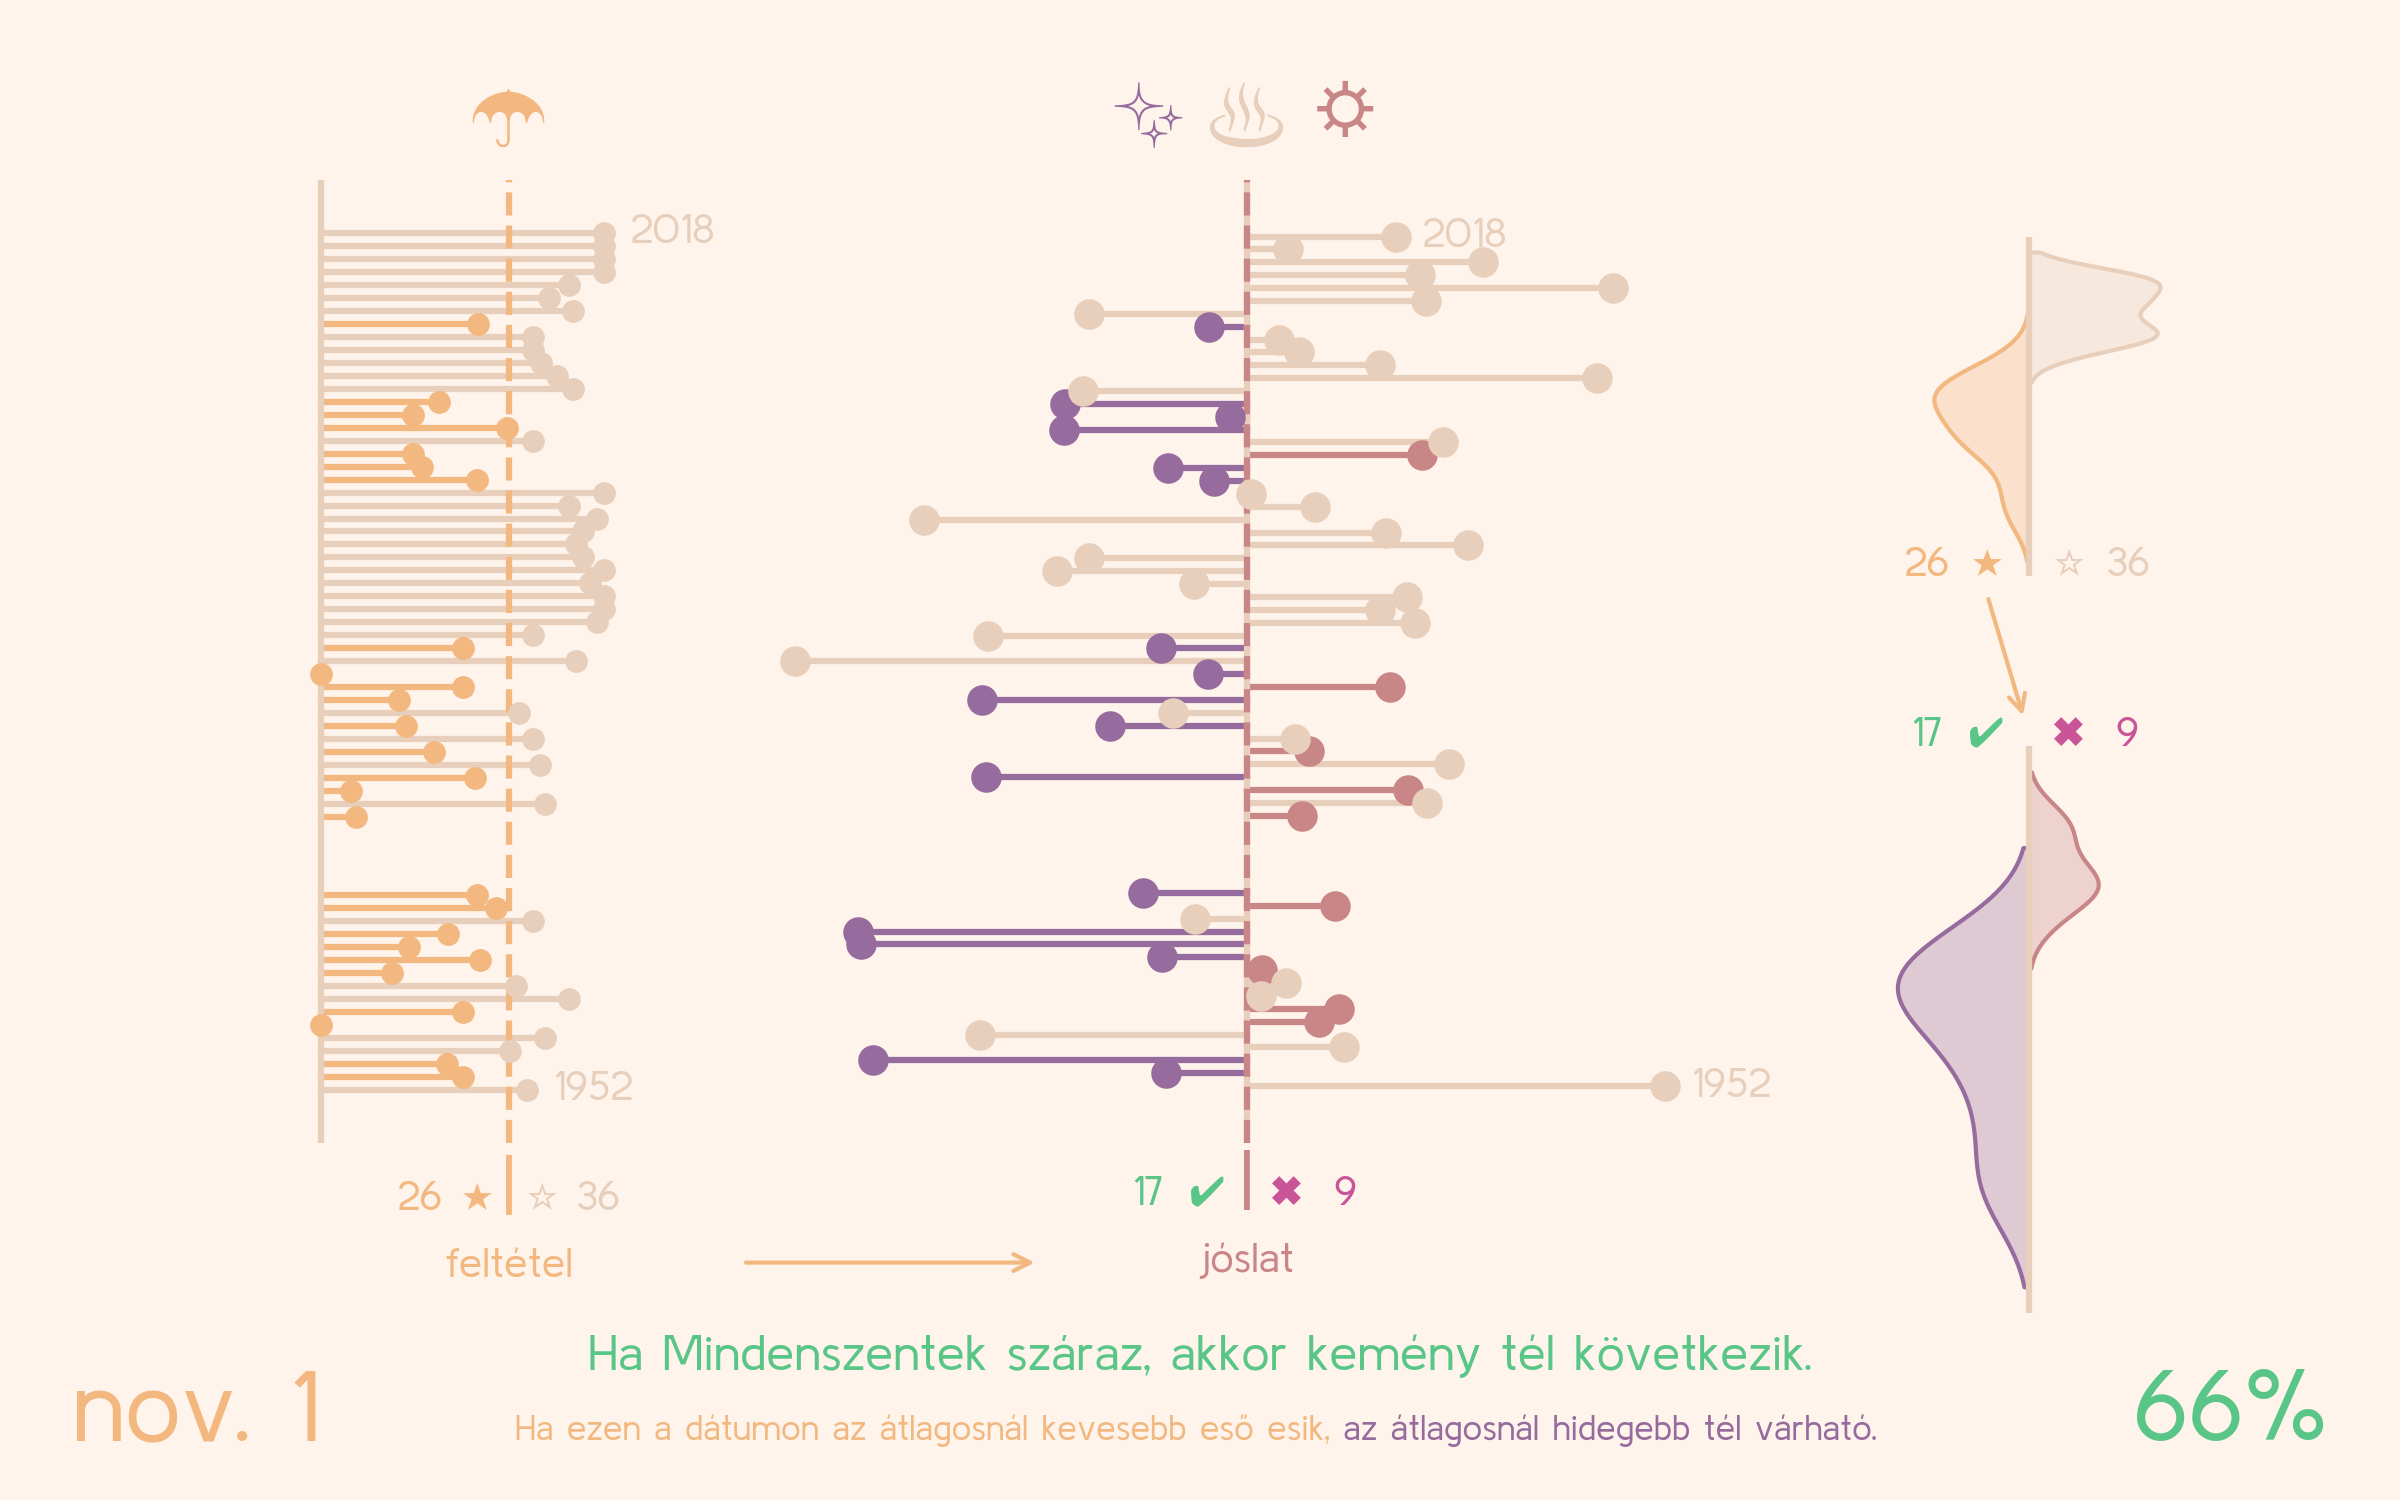 2018
2018
1952
1952
26 ★ ☆ 36
17 ✔ ✖ 9
26 ★ ☆ 36
17 ✔ ✖ 9
feltétel
jóslat
Ha Mindenszentek száraz, akkor kemény tél következik.
nov. 1
66%
Ha ezen a dátumon az átlagosnál kevesebb eső esik, az átlagosnál hidegebb tél várható.